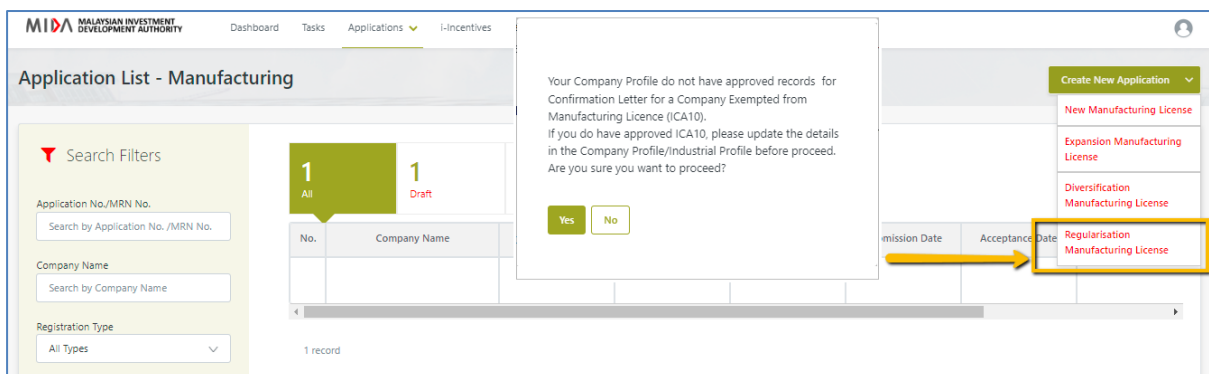 MIDA MALAYSIAN INVESTMENT
DEVELOPMENT AUTHORITY
Dashboard Tasks Applications i-Incentives
Application List - Manufacturing
Create New Application
New Manufacturing License
Expansion Manufacturing
License
Diversification
Manufacturing License
Regularisation
Manufacturing License
Your Company Profile do not have approved records for
Confirmation Letter for a Company Exempted from
Manufacturing Licence (ICA10).
If you do have approved ICA10, please update the details
in the Company Profile/Industrial Profile before proceed.
Are you sure you want to proceed?
Yes No
Search Filters
Application No./MRN No.
Search by Application No. /MRN No.
Company Name
Search by Company Name
Registration Type
All Types
1
All
1
Draft
No. Company Name mission Date Acceptance Date
1 record